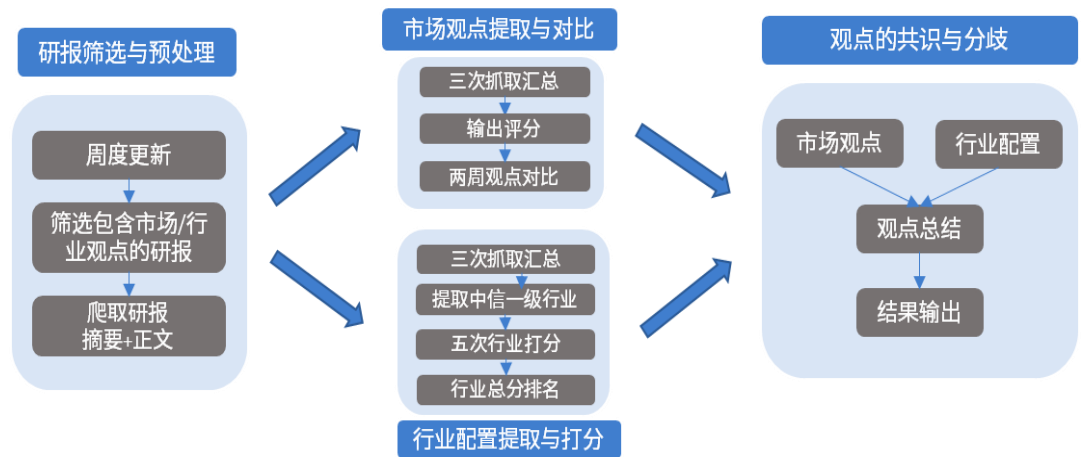 研报筛选与预处理
周度更新
筛选包含市场/行
业观点的研报
爬取研报
摘要+正文
市场观点提取与对比
三次抓取汇总
输出评分
两周观点对比
三次抓取汇总
提取中信一级行业
五次行业打分
行业总分排名
行业配置提取与打分
观点的共识与分歧
市场观点
行业配置
观点总结
结果输出